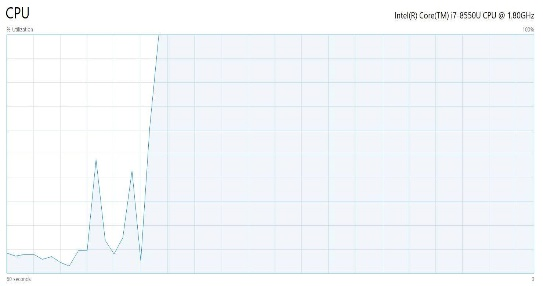 CPU
Intel(R) Core(TM) i7-8550U CPU @ 1.80GHz
% Utilization
100%
60 seconds
0